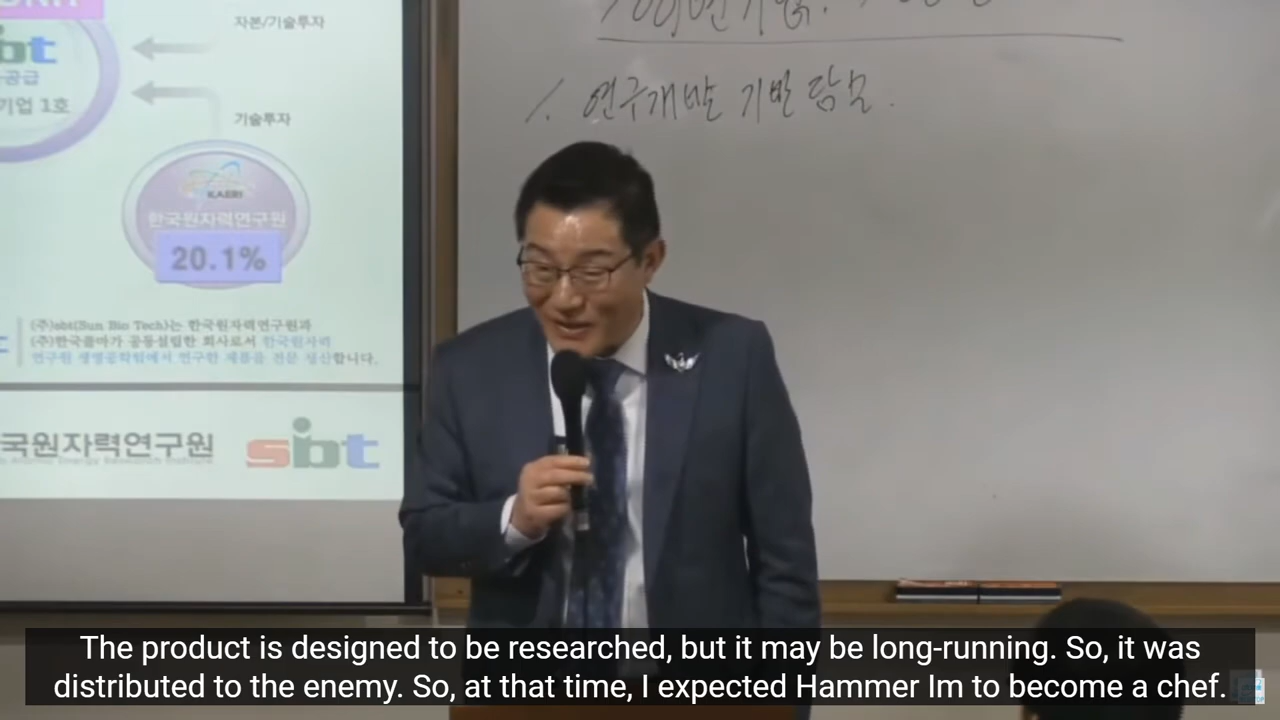 sbt
자본/기술투자
공급
기업 1호
기술투자
KAERI
한국원자력연구원
20.1%
(주)sbt(Sun Bio Tech)는 한국원자력연구원과
(주)한국콜마가 공동설립한 회사로서 한국원자력
연구원 생명공학팀에서 연구한 제품을 전문 생산합니다.
국원자력연구원
sbt
1. 연구개발 기반 담보.
The product is designed to be researched, but it may be long-running. So, it was
distributed to the enemy. So, at that time, I expected Hammer Im to become a chef.